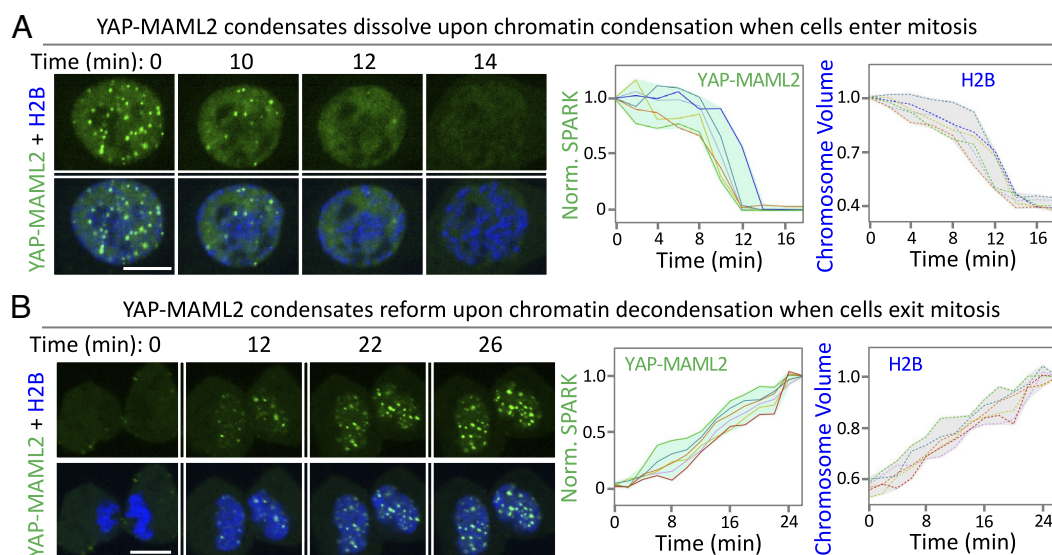 A
YAP-MAML2 condensates dissolve upon chromatin condensation when cells enter mitosis
Time (min): 0 10 12 14
YAP-MAML2 + H2B
Norm. SPARK
1.0
0.5
0
YAP-MAML2
0 4 8 12 16
Time (min)
Chromosome Volume
1.0
0.7
0.4
H2B
0 4 8 12 16
Time (min)
B
YAP-MAML2 condensates reform upon chromatin decondensation when cells exit mitosis
Time (min): 0 12 22 26
YAP-MAML2 + H2B
Norm. SPARK
1.0
0.5
0
YAP-MAML2
0 8 16 24
Time (min)
Chromosome Volume
1.0
0.8
0.6
H2B
0 8 16 24
Time (min)